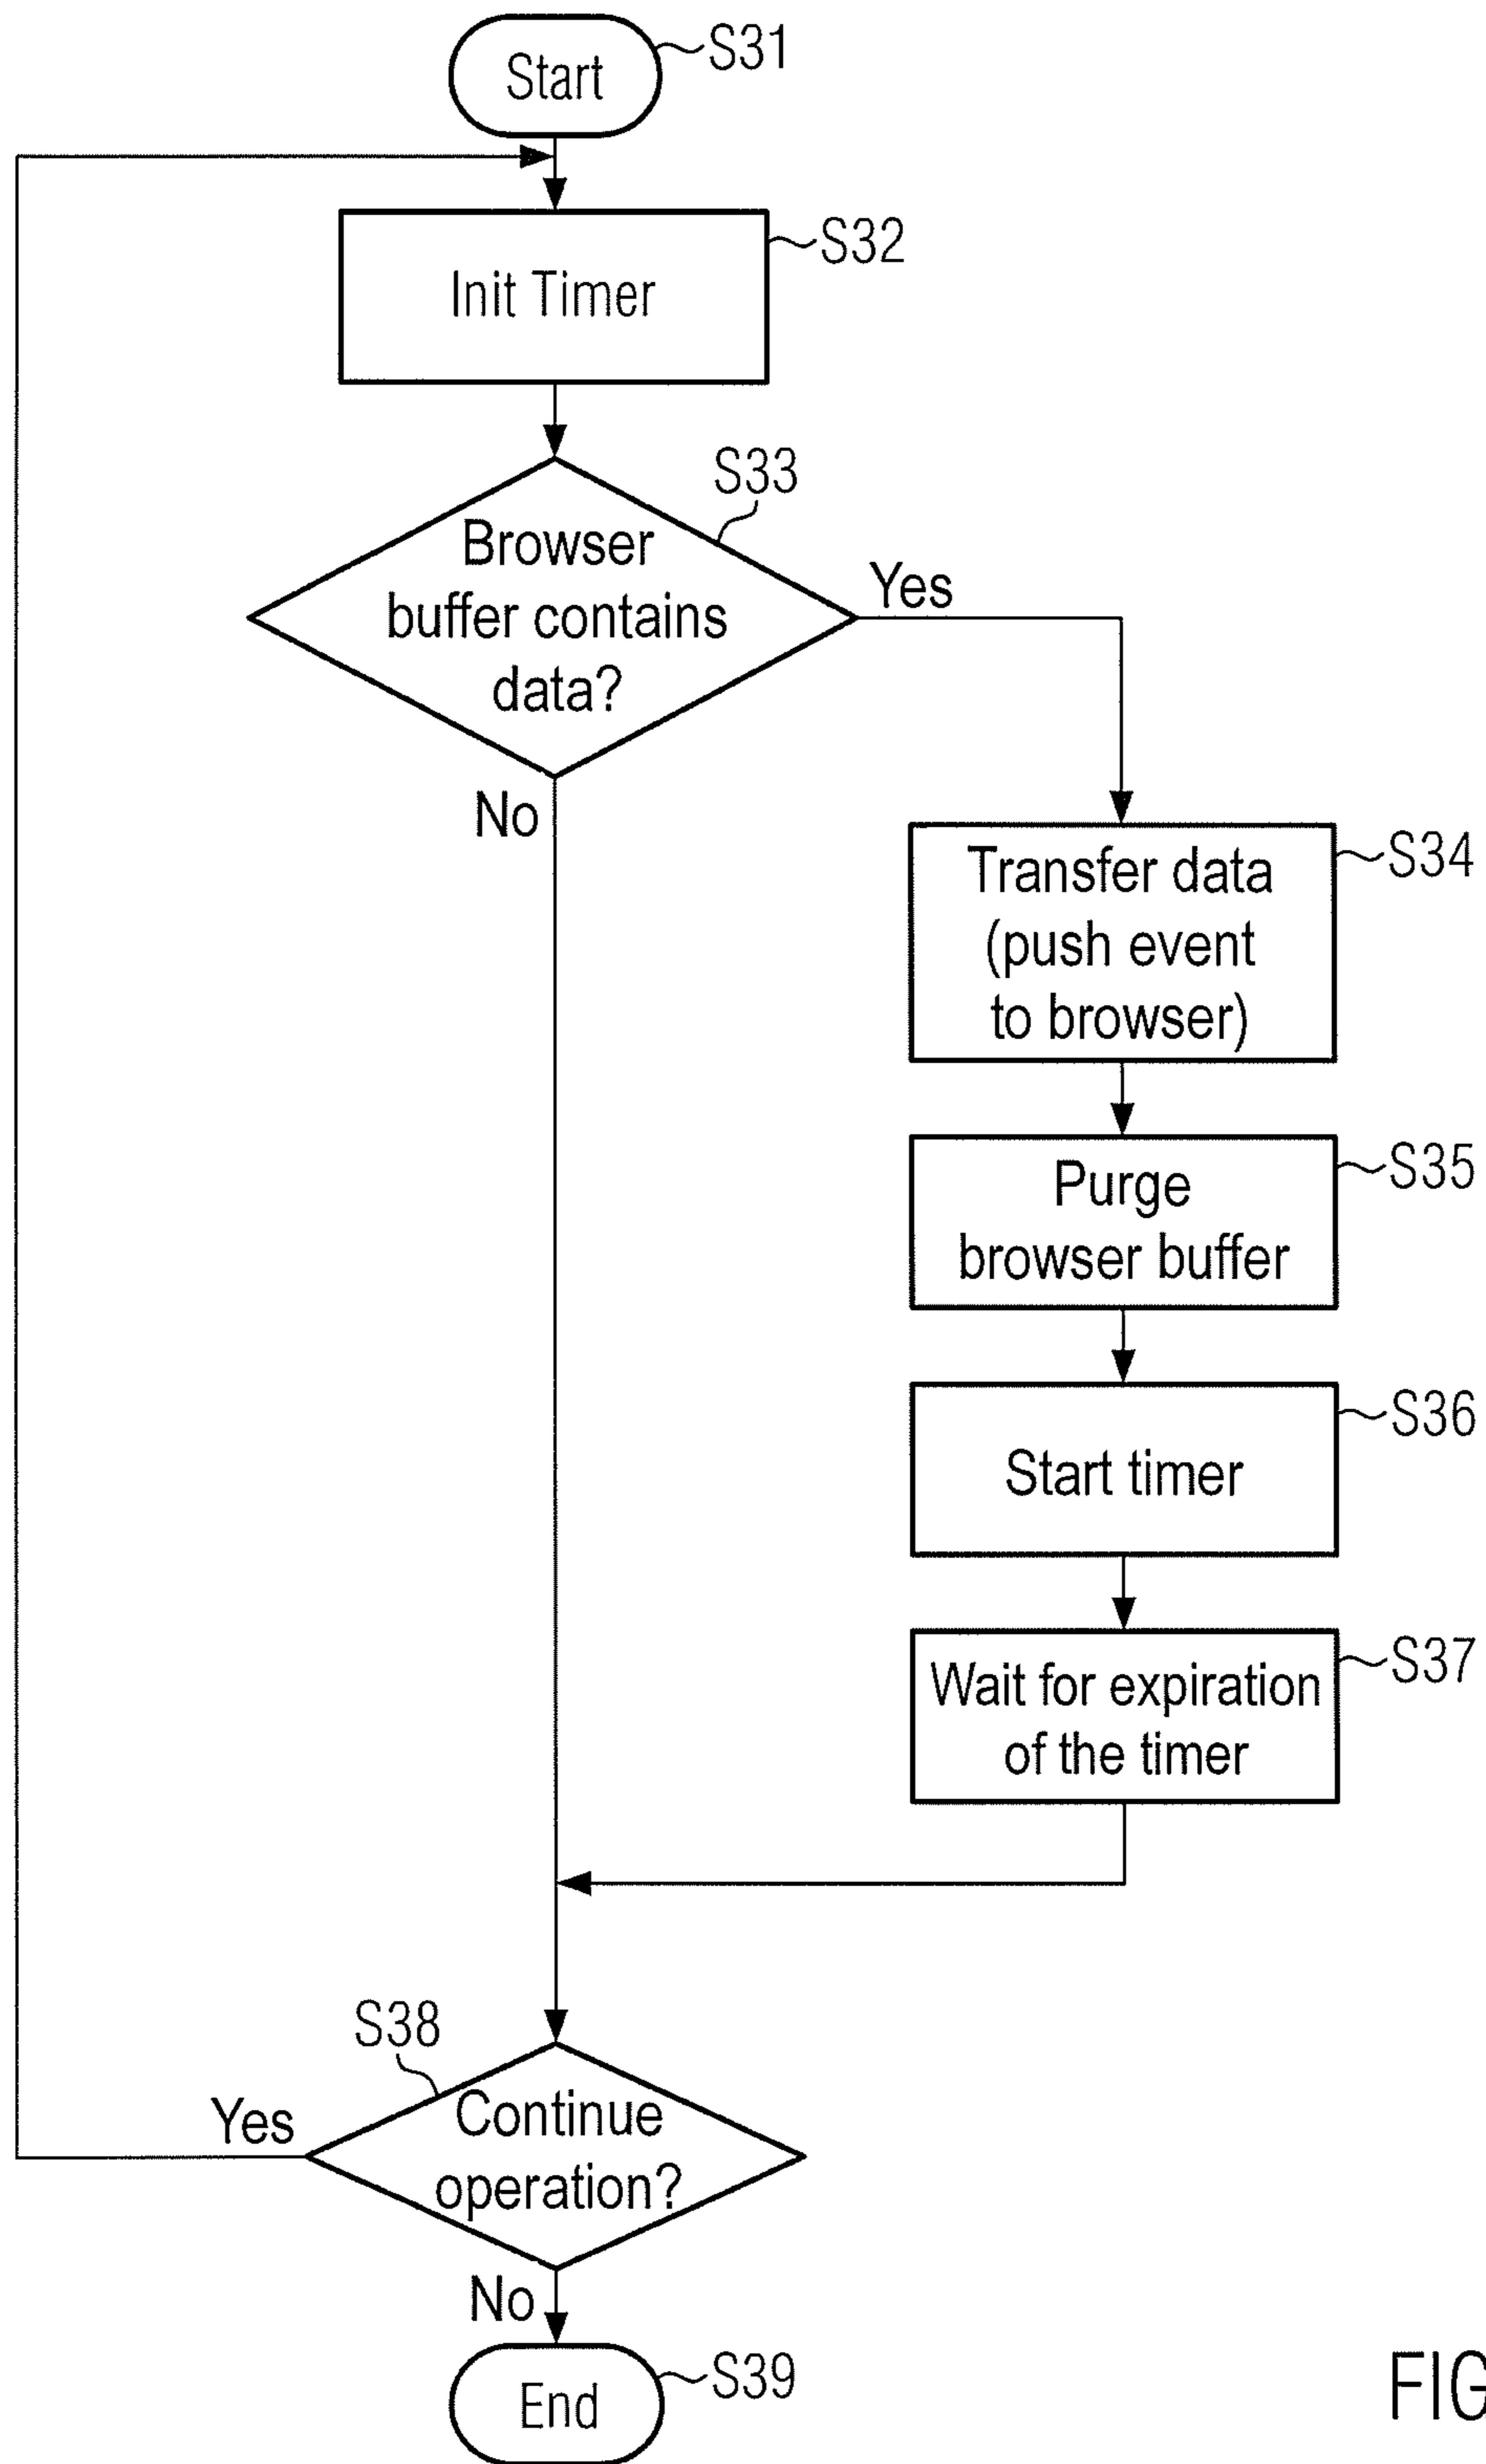 Start
S31
S32
Init Timer
S33
Browser
buffer contains
data?
Yes
No
Transfer data
(push event
to browser)
S34
Purge
browser buffer
S35
Start timer
S36
Wait for expiration
of the timer
S37
S38
Yes
Continue
operation?
No
End
S39
FIG